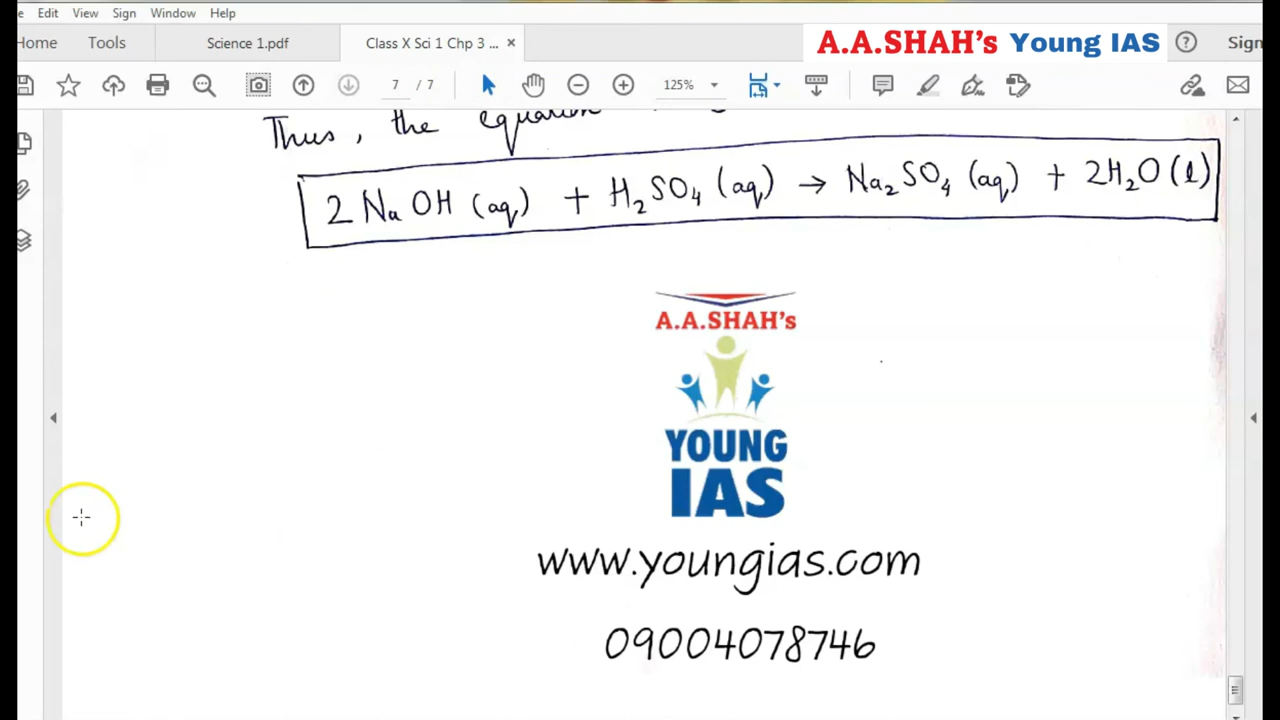 e Edit View Window Sign Help
Home Tools Science 1.pdf Class X Sci 1 Chp 3 ... × A.A.SHAH's Young IAS ? Sign
7 / 7 125%
Thus, the equation
2 NaOH (aq) + H₂SO₄ (aq) → Na₂SO₄ (aq) + 2H₂O (l)
A.A.SHAH's
YOUNG
IAS
www.youngias.com
09004078746